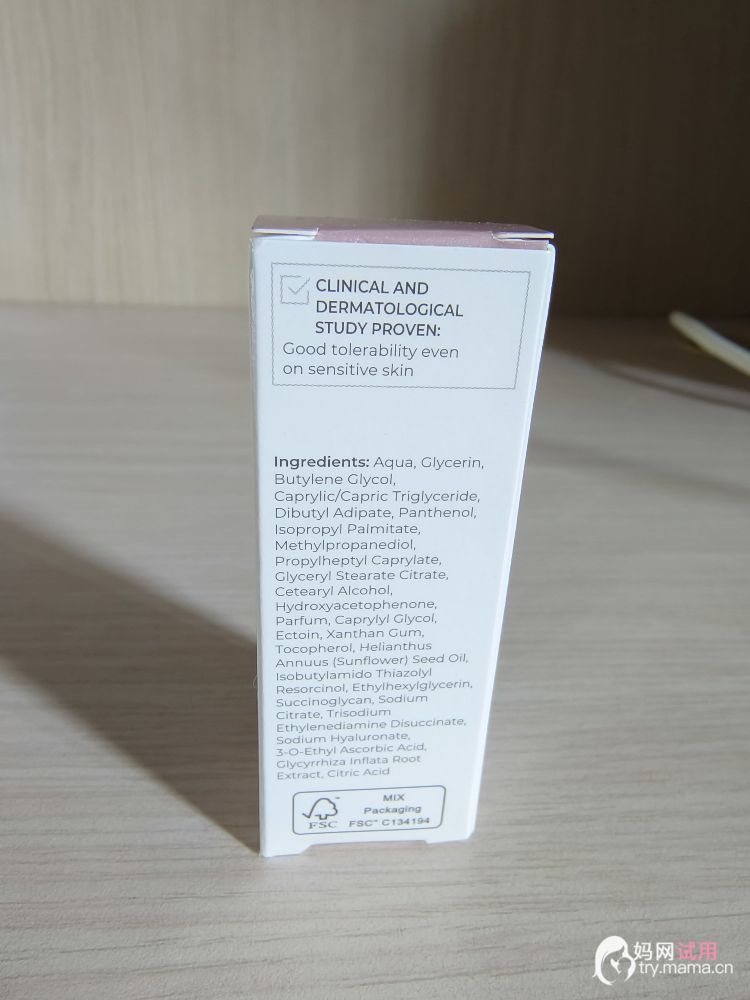 CLINICAL AND
DERMATOLOGICAL
STUDY PROVEN:
Good tolerability even
on sensitive skin
Ingredients: Aqua, Glycerin,
Butylene Glycol,
Caprylic/Capric Triglyceride,
Dibutyl Adipate, Panthenol,
Isopropyl Palmitate,
Methylpropanediol,
Propylheptyl Caprylate,
Glyceryl Stearate Citrate,
Cetearyl Alcohol,
Hydroxyacetophenone,
Parfum, Caprylyl Glycol,
Ectoin, Xanthan Gum,
Tocopherol, Helianthus
Annuus (Sunflower) Seed Oil,
Isobutylamido Thiazolyl
Resorcinol, Ethylhexylglycerin,
Succinoglycan, Sodium
Citrate, Trisodium
Ethylenediamine Disuccinate,
Sodium Hyaluronate,
3-O-Ethyl Ascorbic Acid,
Glycyrrhiza Inflata Root
Extract, Citric Acid
FSC™
MIX
Packaging
FSC™ C134194
妈网试用
try.mama.cn